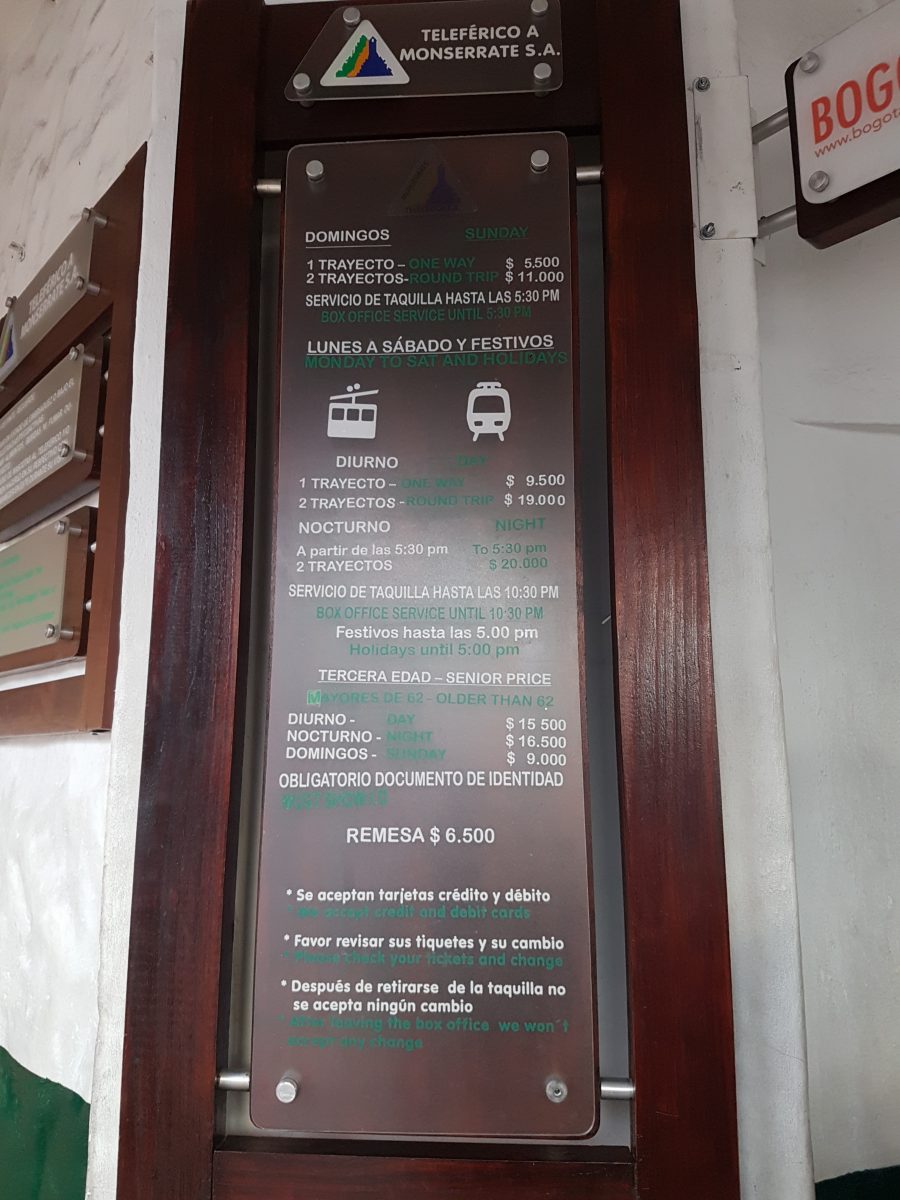 TELEFÉRICO A
MONSERRATE S.A.
BOGO
www.bogota
TELEFÉRICO A
MONSERRATE S.A.
DOMINGOS SUNDAY
1 TRAYECTO – ONE WAY $ 5.500
2 TRAYECTOS- ROUND TRIP $ 11.000
SERVICIO DE TAQUILLA HASTA LAS 5:30 PM
BOX OFFICE SERVICE UNTIL 5:30 PM
LUNES A SÁBADO Y FESTIVOS
MONDAY TO SAT AND HOLIDAYS
DIURNO DAY
1 TRAYECTO – ONE WAY $ 9.500
2 TRAYECTOS - ROUND TRIP $ 19.000
NOCTURNO NIGHT
A partir de las 5:30 pm To 5:30 pm
2 TRAYECTOS $ 20.000
SERVICIO DE TAQUILLA HASTA LAS 10:30 PM
BOX OFFICE SERVICE UNTIL 10:30 PM
Festivos hasta las 5.00 pm
Holidays until 5:00 pm
TERCERA EDAD – SENIOR PRICE
MAYORES DE 62 - OLDER THAN 62
DIURNO - DAY $ 15 500
NOCTURNO - NIGHT $ 16.500
DOMINGOS - SUNDAY $ 9.000
OBLIGATORIO DOCUMENTO DE IDENTIDAD
REMESA $ 6.500
* Se aceptan tarjetas crédito y débito
* We accept credit and debit cards
* Favor revisar sus tiquetes y su cambio
* Please check your tickets and change
* Después de retirarse de la taquilla no
se acepta ningún cambio
* After leaving the box office we won´t
accept any change